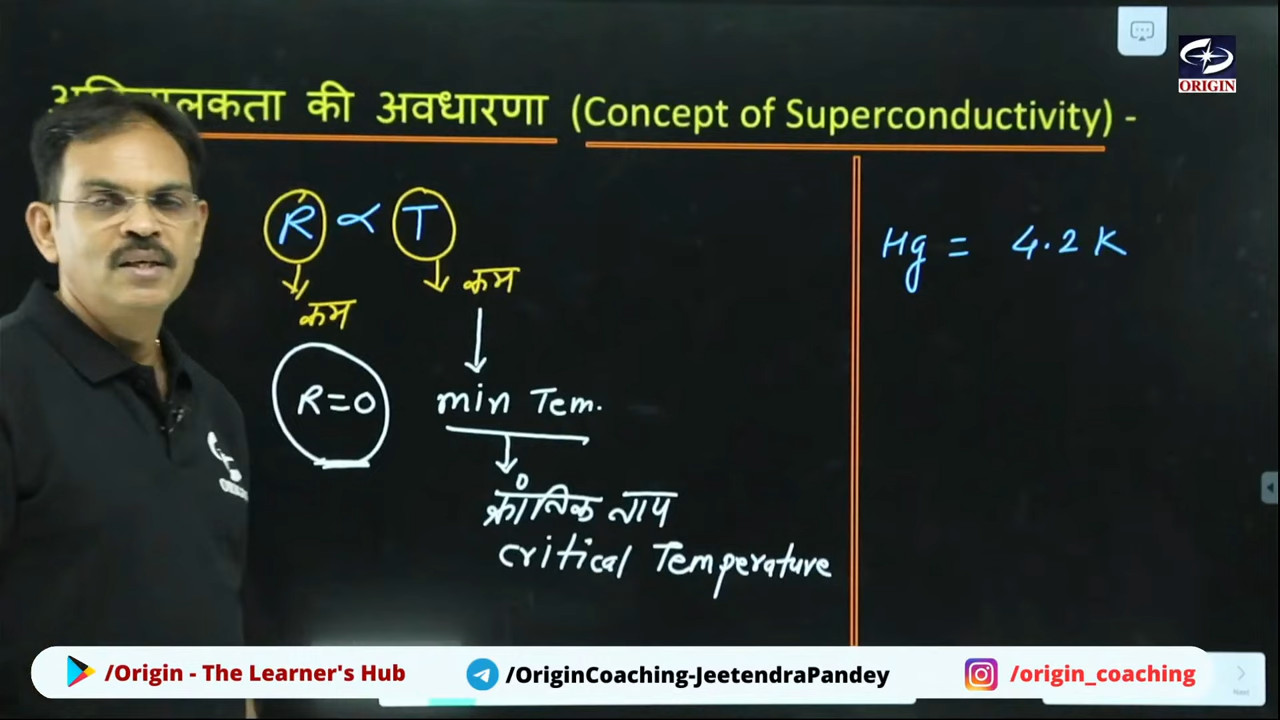 की अवधारणा (Concept of Superconductivity) -
ORIGIN
R ∝ T
Hg = 4.2 K
कम
कम
R=0
min Tem.
क्रांतिक ताप
critical Temperature
/Origin - The Learner's Hub
/OriginCoaching-JeetendraPandey
/origin_coaching
Next